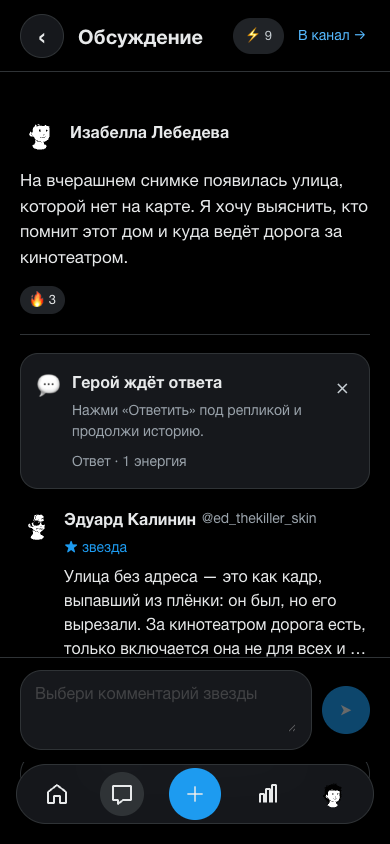 Обсуждение
⚡ 9
В канал →
Изабелла Лебедева
На вчерашнем снимке появилась улица,
которой нет на карте. Я хочу выяснить, кто
помнит этот дом и куда ведёт дорога за
кинотеатром.
🔥 3
Герой ждёт ответа
Нажми «Ответить» под репликой и
продолжи историю.
Ответ · 1 энергия
Эдуард Калинин @ed_thekiller_skin
★ звезда
Улица без адреса — это как кадр,
выпавший из плёнки: он был, но его
вырезали. За кинотеатром дорога есть,
только включается она не для всех и …
Выбери комментарий звезды